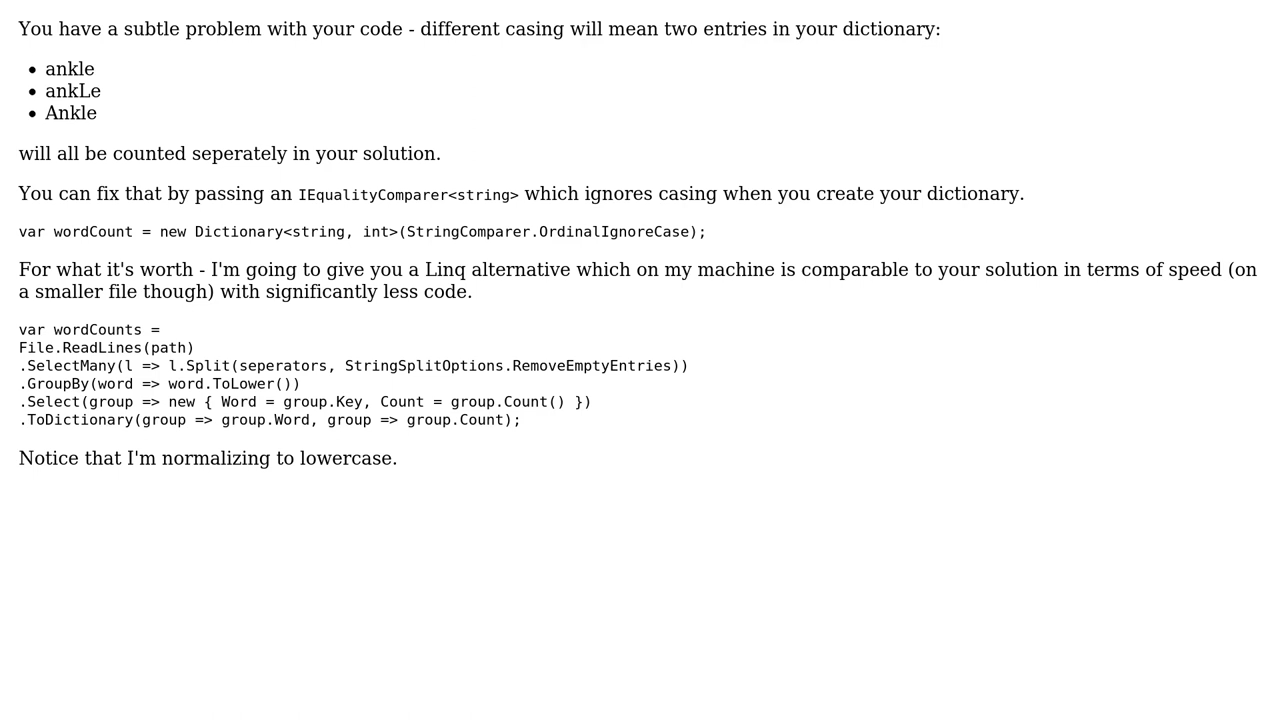 You have a subtle problem with your code - different casing will mean two entries in your dictionary:
• ankle
• ankLe
• Ankle
will all be counted seperately in your solution.
You can fix that by passing an IEqualityComparer<string> which ignores casing when you create your dictionary.
var wordCount = new Dictionary<string, int>(StringComparer.OrdinalIgnoreCase);
For what it's worth - I'm going to give you a Linq alternative which on my machine is comparable to your solution in terms of speed (on
a smaller file though) with significantly less code.
var wordCounts =
File.ReadLines(path)
.SelectMany(l => l.Split(seperators, StringSplitOptions.RemoveEmptyEntries))
.GroupBy(word => word.ToLower())
.Select(group => new { Word = group.Key, Count = group.Count() })
.ToDictionary(group => group.Word, group => group.Count);
Notice that I'm normalizing to lowercase.